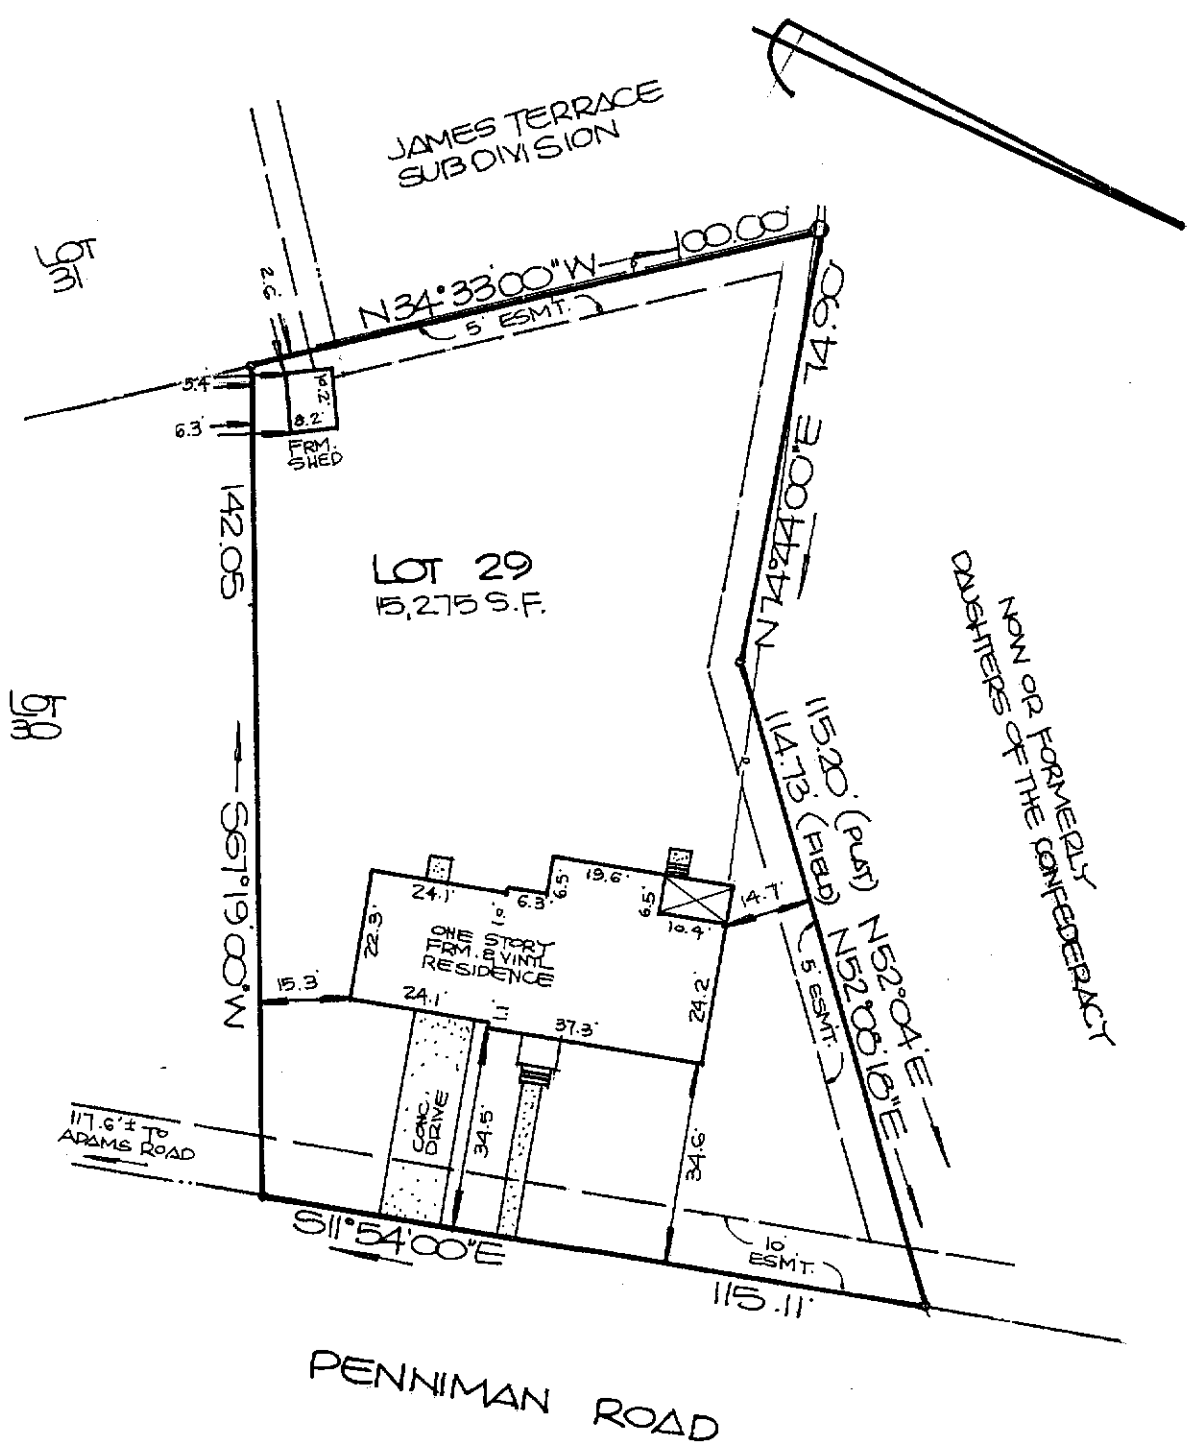 JAMES TERRACE
SUBDIVISION
LOT
31
N 34°33'00"W
100.00'
5' ESMT.
2.6'
5.4'
6.3'
8.2'
8.2'
FRM.
SHED
N 74°44'00"E 74.60'
142.05
S67°19'00"W
LOT 29
15,275 S.F.
LOT
30
NOW OR FORMERLY
DAUGHTERS OF THE CONFEDERACY
115.20' (PLAT) N52°04'E
114.73' (FIELD) N52°08'18"E
5' ESMT.
14.7'
24.1'
6.3'
6.5'
19.6'
6.5'
10.4'
22.3'
ONE STORY
FRM. & VINYL
RESIDENCE
24.1'
37.3'
24.2'
15.3'
CONC.
DRIVE
34.5'
34.6'
117.6'± TO
ADAMS ROAD
S11°54'00"E
10'
ESMT.
115.11'
PENNIMAN ROAD